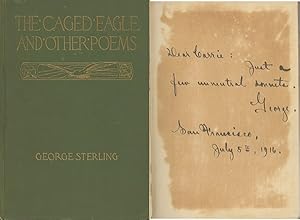 THE·CAGED·EAGLE
AND·OTHER·POEMS
GEORGE·STERLING
Dear Carrie: Just a
few unneutral sonnets.
George.
San Francisco,
July 5th, 1916.